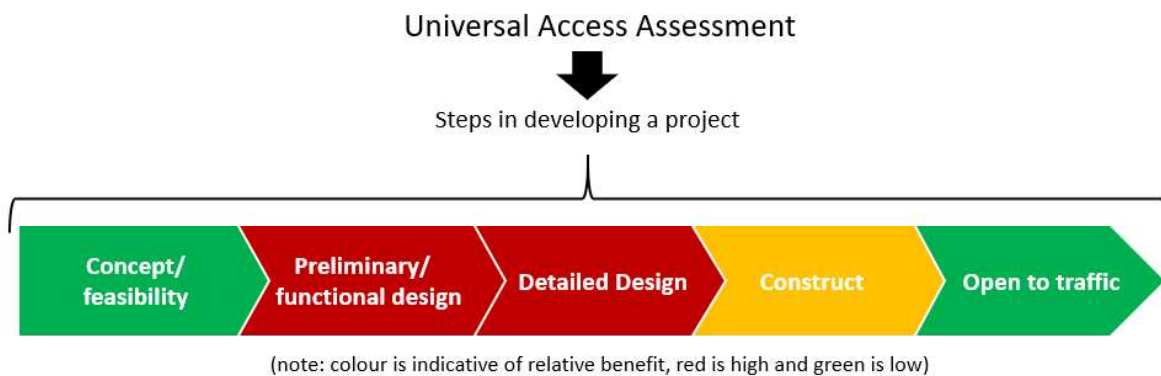 Universal Access Assessment
Steps in developing a project
Concept/
feasibility
Preliminary/
functional design
Detailed Design
Construct
Open to traffic
(note: colour is indicative of relative benefit, red is high and green is low)